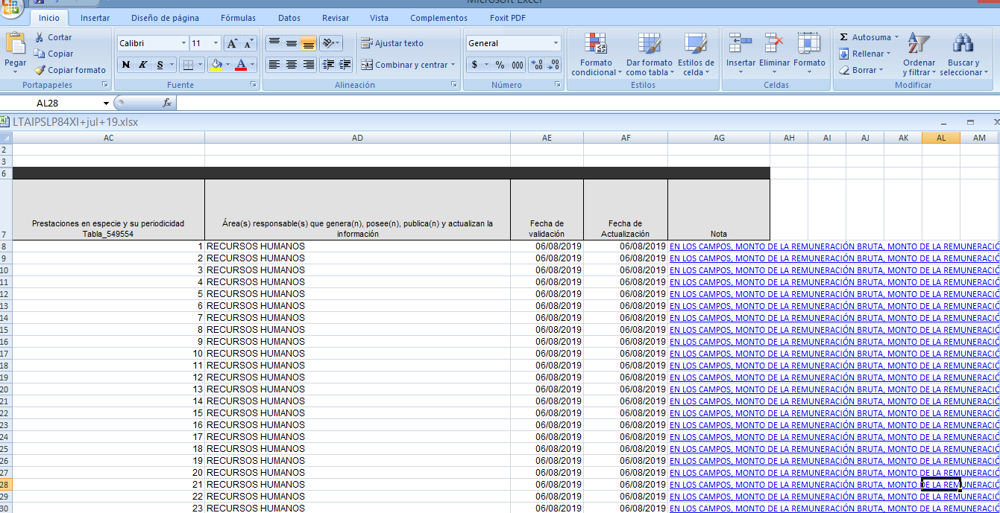 Microsoft Excel
Inicio Insertar Diseño de página Fórmulas Datos Revisar Vista Complementos Foxit PDF
Pegar
Cortar
Copiar
Copiar formato
Portapapeles
Calibri 11
N K S
Fuente
Ajustar texto
Combinar y centrar
Alineación
General
$ % 000
Número
Formato condicional
Dar formato como tabla
Estilos de celda
Estilos
Insertar Eliminar Formato
Celdas
Autosuma
Rellenar
Borrar
Ordenar y filtrar
Buscar y seleccionar
Modificar
AL28 fx
LTAIPSLP84XI+jul+19.xlsx
AC AD AE AF AG AH AI AJ AK AL AM
2
3
6
7 Prestaciones en especie y su periodicidad Tabla_549554 Área(s) responsable(s) que genera(n), posee(n), publica(n) y actualizan la información Fecha de validación Fecha de Actualización Nota
8 1 RECURSOS HUMANOS 06/08/2019 06/08/2019 EN LOS CAMPOS, MONTO DE LA REMUNERACIÓN BRUTA, MONTO DE LA REMUNERACIÓ
9 2 RECURSOS HUMANOS 06/08/2019 06/08/2019 EN LOS CAMPOS, MONTO DE LA REMUNERACIÓN BRUTA, MONTO DE LA REMUNERACIÓ
10 3 RECURSOS HUMANOS 06/08/2019 06/08/2019 EN LOS CAMPOS, MONTO DE LA REMUNERACIÓN BRUTA, MONTO DE LA REMUNERACIÓ
11 4 RECURSOS HUMANOS 06/08/2019 06/08/2019 EN LOS CAMPOS, MONTO DE LA REMUNERACIÓN BRUTA, MONTO DE LA REMUNERACIÓ
12 5 RECURSOS HUMANOS 06/08/2019 06/08/2019 EN LOS CAMPOS, MONTO DE LA REMUNERACIÓN BRUTA, MONTO DE LA REMUNERACIÓ
13 6 RECURSOS HUMANOS 06/08/2019 06/08/2019 EN LOS CAMPOS, MONTO DE LA REMUNERACIÓN BRUTA, MONTO DE LA REMUNERACIÓ
14 7 RECURSOS HUMANOS 06/08/2019 06/08/2019 EN LOS CAMPOS, MONTO DE LA REMUNERACIÓN BRUTA, MONTO DE LA REMUNERACIÓ
15 8 RECURSOS HUMANOS 06/08/2019 06/08/2019 EN LOS CAMPOS, MONTO DE LA REMUNERACIÓN BRUTA, MONTO DE LA REMUNERACIÓ
16 9 RECURSOS HUMANOS 06/08/2019 06/08/2019 EN LOS CAMPOS, MONTO DE LA REMUNERACIÓN BRUTA, MONTO DE LA REMUNERACIÓ
17 10 RECURSOS HUMANOS 06/08/2019 06/08/2019 EN LOS CAMPOS, MONTO DE LA REMUNERACIÓN BRUTA, MONTO DE LA REMUNERACIÓ
18 11 RECURSOS HUMANOS 06/08/2019 06/08/2019 EN LOS CAMPOS, MONTO DE LA REMUNERACIÓN BRUTA, MONTO DE LA REMUNERACIÓ
19 12 RECURSOS HUMANOS 06/08/2019 06/08/2019 EN LOS CAMPOS, MONTO DE LA REMUNERACIÓN BRUTA, MONTO DE LA REMUNERACIÓ
20 13 RECURSOS HUMANOS 06/08/2019 06/08/2019 EN LOS CAMPOS, MONTO DE LA REMUNERACIÓN BRUTA, MONTO DE LA REMUNERACIÓ
21 14 RECURSOS HUMANOS 06/08/2019 06/08/2019 EN LOS CAMPOS, MONTO DE LA REMUNERACIÓN BRUTA, MONTO DE LA REMUNERACIÓ
22 15 RECURSOS HUMANOS 06/08/2019 06/08/2019 EN LOS CAMPOS, MONTO DE LA REMUNERACIÓN BRUTA, MONTO DE LA REMUNERACIÓ
23 16 RECURSOS HUMANOS 06/08/2019 06/08/2019 EN LOS CAMPOS, MONTO DE LA REMUNERACIÓN BRUTA, MONTO DE LA REMUNERACIÓ
24 17 RECURSOS HUMANOS 06/08/2019 06/08/2019 EN LOS CAMPOS, MONTO DE LA REMUNERACIÓN BRUTA, MONTO DE LA REMUNERACIÓ
25 18 RECURSOS HUMANOS 06/08/2019 06/08/2019 EN LOS CAMPOS, MONTO DE LA REMUNERACIÓN BRUTA, MONTO DE LA REMUNERACIÓ
26 19 RECURSOS HUMANOS 06/08/2019 06/08/2019 EN LOS CAMPOS, MONTO DE LA REMUNERACIÓN BRUTA, MONTO DE LA REMUNERACIÓ
27 20 RECURSOS HUMANOS 06/08/2019 06/08/2019 EN LOS CAMPOS, MONTO DE LA REMUNERACIÓN BRUTA, MONTO DE LA REMUNERACIÓ
28 21 RECURSOS HUMANOS 06/08/2019 06/08/2019 EN LOS CAMPOS, MONTO DE LA REMUNERACIÓN BRUTA, MONTO DE LA REMUNERACIÓ
29 22 RECURSOS HUMANOS 06/08/2019 06/08/2019 EN LOS CAMPOS, MONTO DE LA REMUNERACIÓN BRUTA, MONTO DE LA REMUNERACIÓ
30 23 RECURSOS HUMANOS 06/08/2019 06/08/2019 EN LOS CAMPOS, MONTO DE LA REMUNERACIÓN BRUTA, MONTO DE LA REMUNERACIÓ